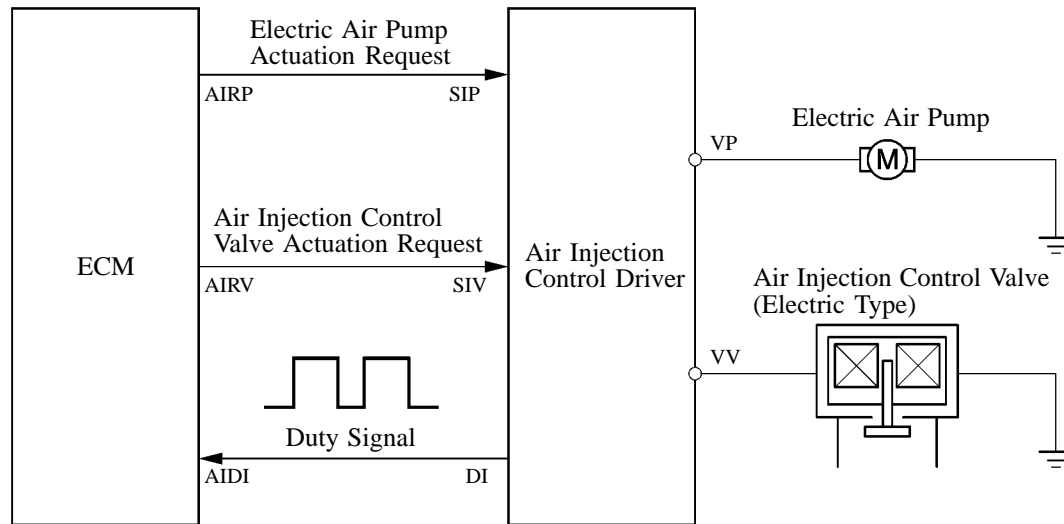 Electric Air Pump
Actuation Request
AIRP
SIP
Air Injection Control
Valve Actuation Request
AIRV
SIV
ECM
Duty Signal
AIDI
DI
Air Injection
Control Driver
VP
Electric Air Pump
M
Air Injection Control Valve
(Electric Type)
VV